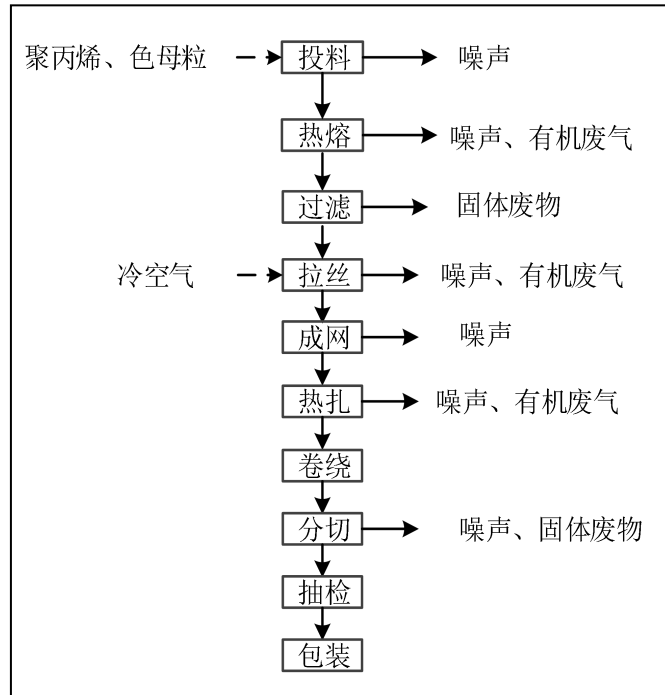 聚丙烯、色母粒 投料 噪声
热熔 噪声、有机废气
过滤 固体废物
冷空气 拉丝 噪声、有机废气
成网 噪声
热扎 噪声、有机废气
卷绕
分切 噪声、固体废物
抽检
包装